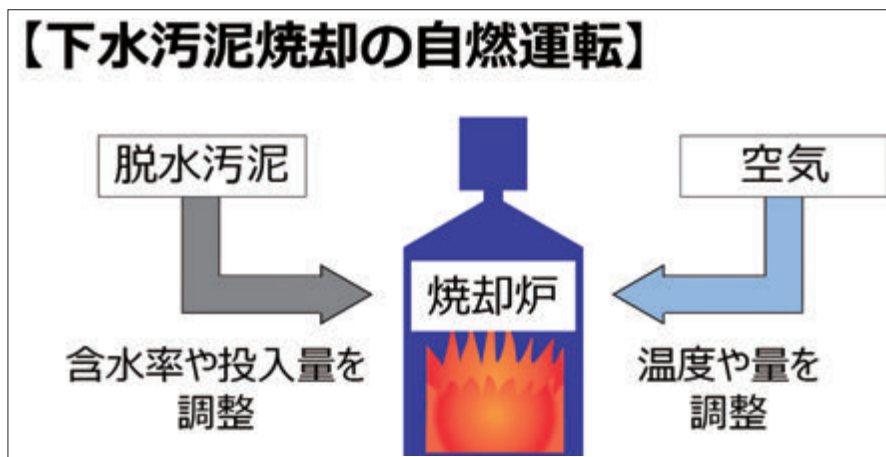 【下水汚泥焼却の自燃運転】
脱水汚泥
空気
焼却炉
含水率や投入量を
調整
温度や量を
調整